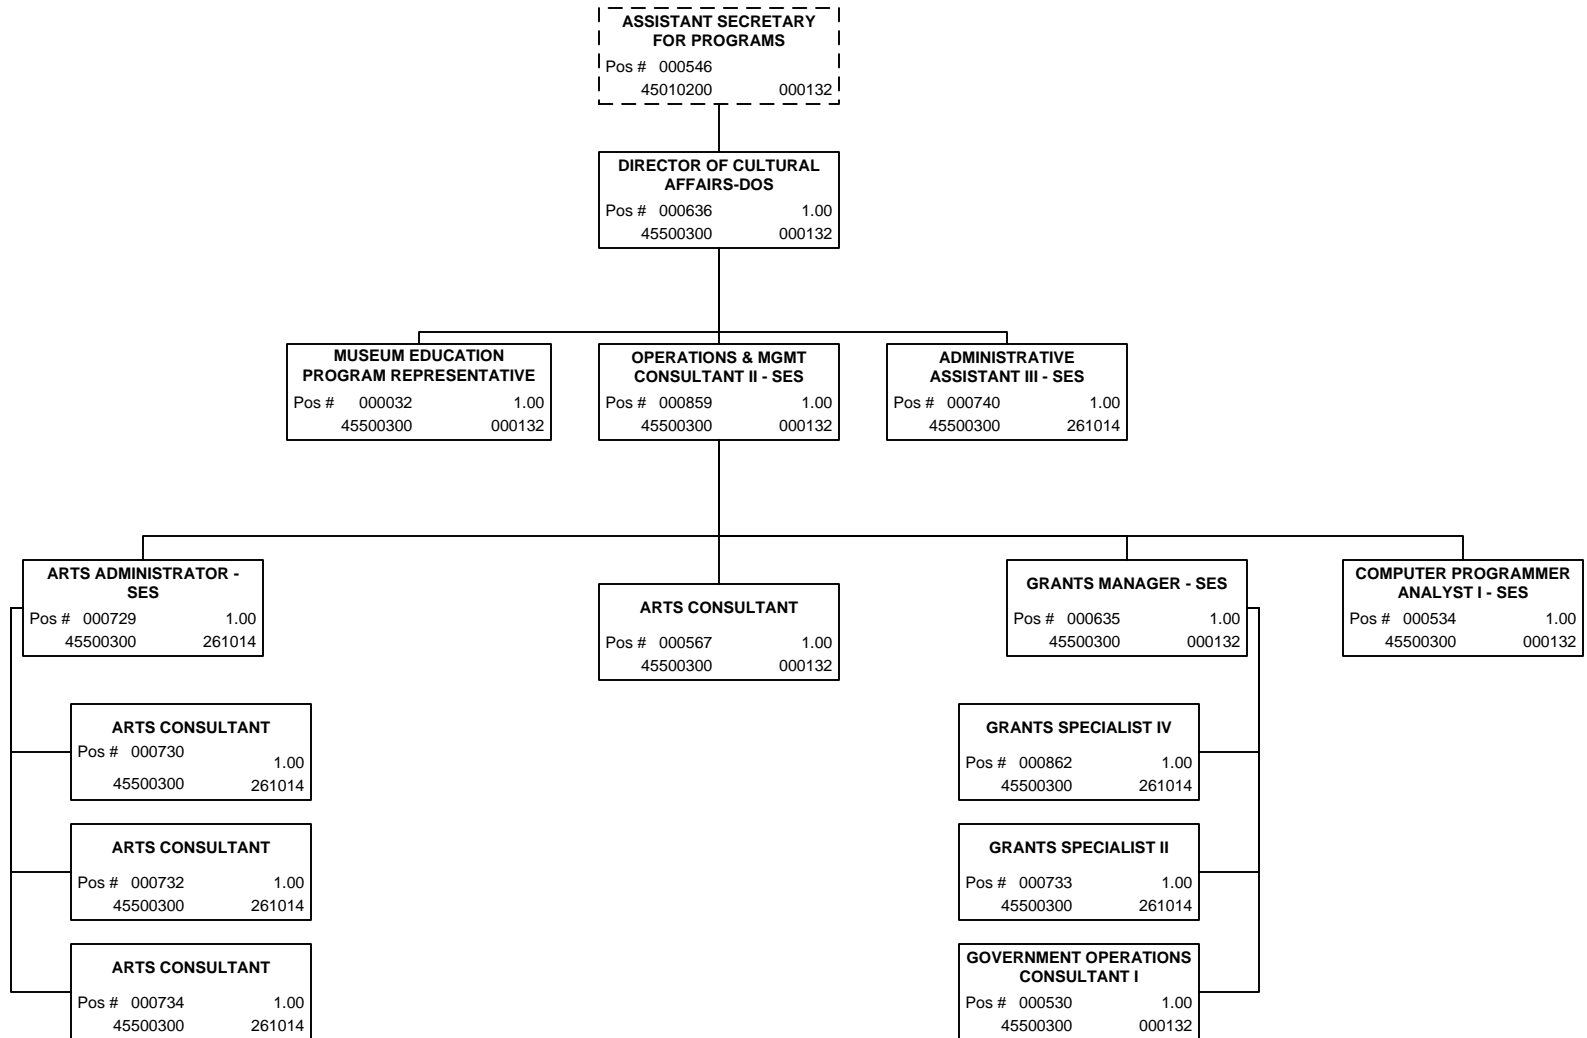 ASSISTANT SECRETARY
FOR PROGRAMS
Pos # 000546
45010200 000132
DIRECTOR OF CULTURAL
AFFAIRS-DOS
Pos # 000636 1.00
45500300 000132
MUSEUM EDUCATION
PROGRAM REPRESENTATIVE
Pos # 000032 1.00
45500300 000132
OPERATIONS & MGMT
CONSULTANT II - SES
Pos # 000859 1.00
45500300 000132
ADMINISTRATIVE
ASSISTANT III - SES
Pos # 000740 1.00
45500300 261014
ARTS ADMINISTRATOR -
SES
Pos # 000729 1.00
45500300 261014
ARTS CONSULTANT
Pos # 000567 1.00
45500300 000132
GRANTS MANAGER - SES
Pos # 000635 1.00
45500300 000132
COMPUTER PROGRAMMER
ANALYST I - SES
Pos # 000534 1.00
45500300 000132
ARTS CONSULTANT
Pos # 000730
1.00
45500300 261014
ARTS CONSULTANT
Pos # 000732 1.00
45500300 261014
ARTS CONSULTANT
Pos # 000734 1.00
45500300 261014
GRANTS SPECIALIST IV
Pos # 000862 1.00
45500300 261014
GRANTS SPECIALIST II
Pos # 000733 1.00
45500300 261014
GOVERNMENT OPERATIONS
CONSULTANT I
Pos # 000530 1.00
45500300 000132